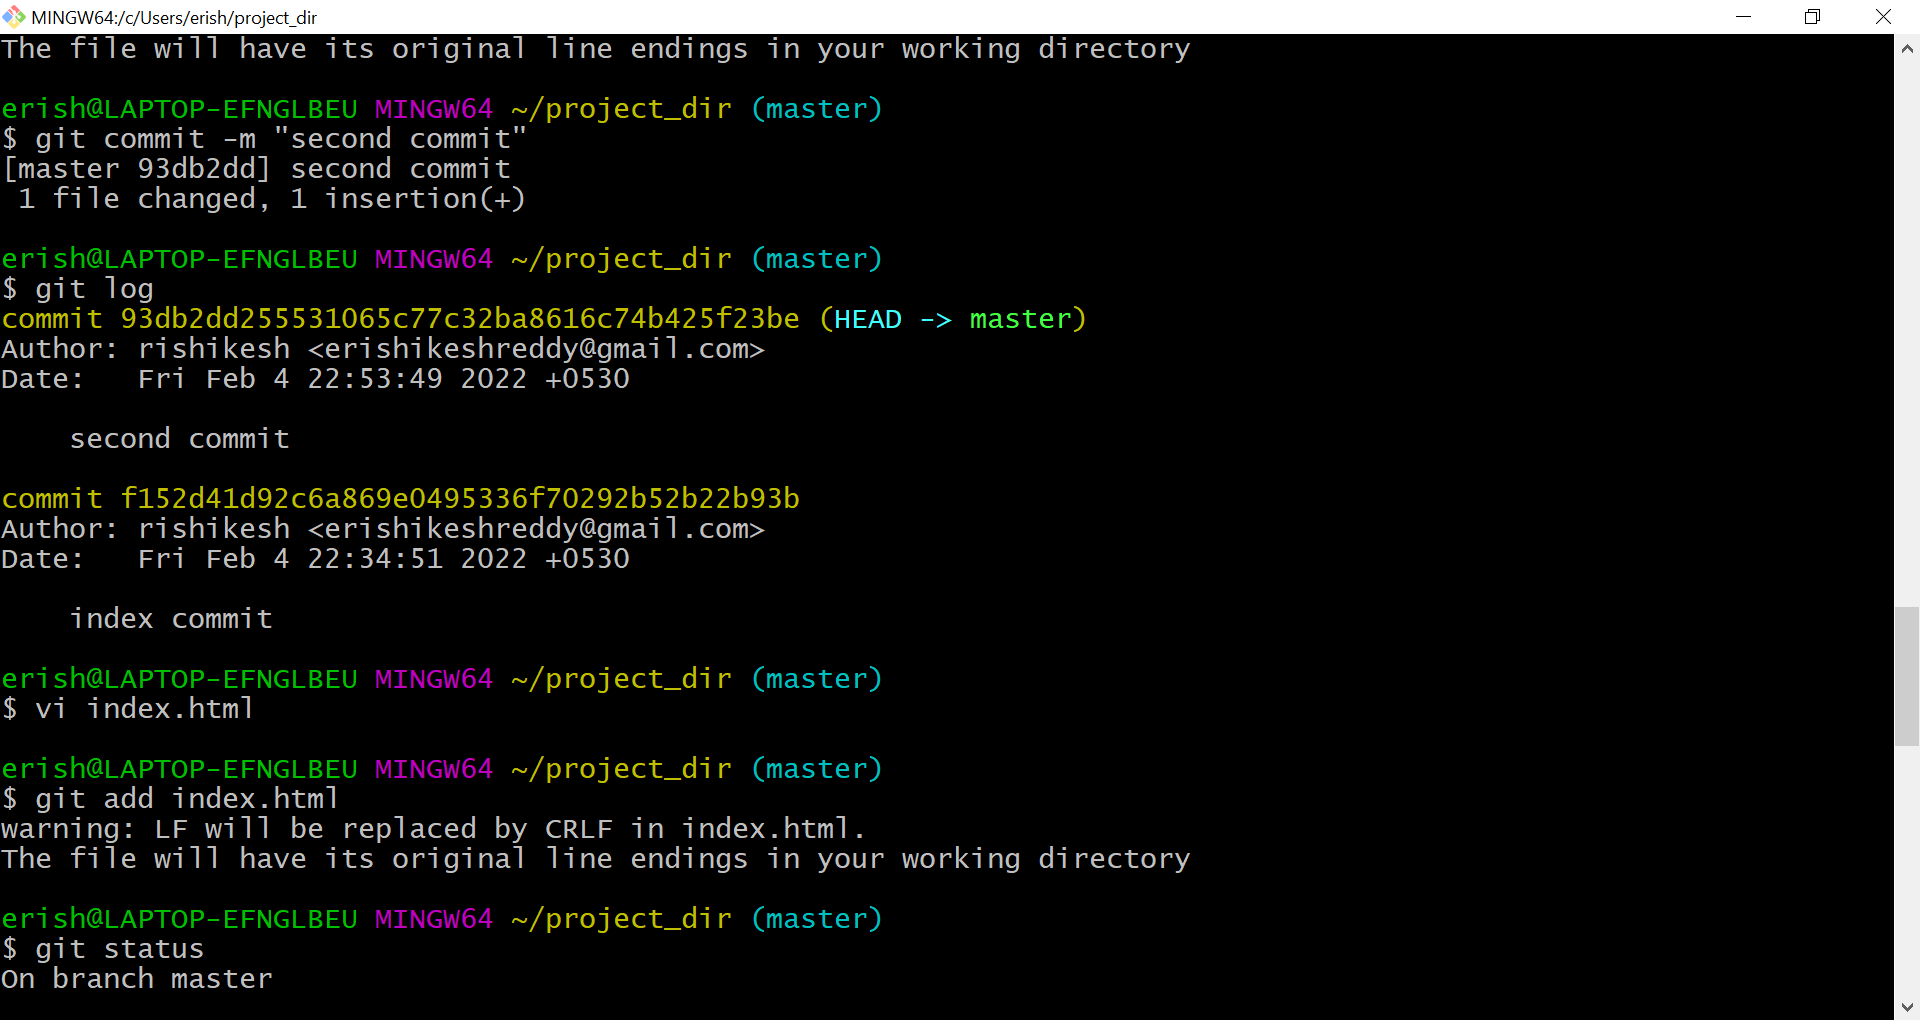 MINGW64:/c/Users/erish/project_dir
The file will have its original line endings in your working directory
erish@LAPTOP-EFNGLBEU MINGW64 ~/project_dir (master)
$ git commit -m "second commit"
[master 93db2dd] second commit
 1 file changed, 1 insertion(+)
erish@LAPTOP-EFNGLBEU MINGW64 ~/project_dir (master)
$ git log
commit 93db2dd255531065c77c32ba8616c74b425f23be (HEAD -> master)
Author: rishikesh <erishikeshreddy@gmail.com>
Date:   Fri Feb 4 22:53:49 2022 +0530
    second commit
commit f152d41d92c6a869e0495336f70292b52b22b93b
Author: rishikesh <erishikeshreddy@gmail.com>
Date:   Fri Feb 4 22:34:51 2022 +0530
    index commit
erish@LAPTOP-EFNGLBEU MINGW64 ~/project_dir (master)
$ vi index.html
erish@LAPTOP-EFNGLBEU MINGW64 ~/project_dir (master)
$ git add index.html
warning: LF will be replaced by CRLF in index.html.
The file will have its original line endings in your working directory
erish@LAPTOP-EFNGLBEU MINGW64 ~/project_dir (master)
$ git status
On branch master